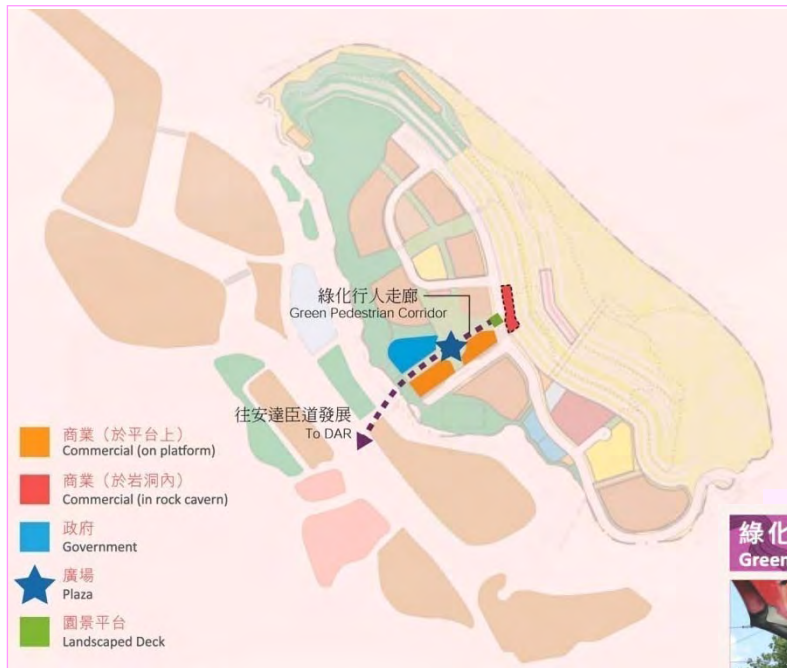 綠化行人走廊
Green Pedestrian Corridor
往安達臣道發展
To DAR
商業（於平台上）
Commercial (on platform)
商業（於岩洞內）
Commercial (in rock cavern)
政府
Government
廣場
Plaza
園景平台
Landscaped Deck
綠化
Green